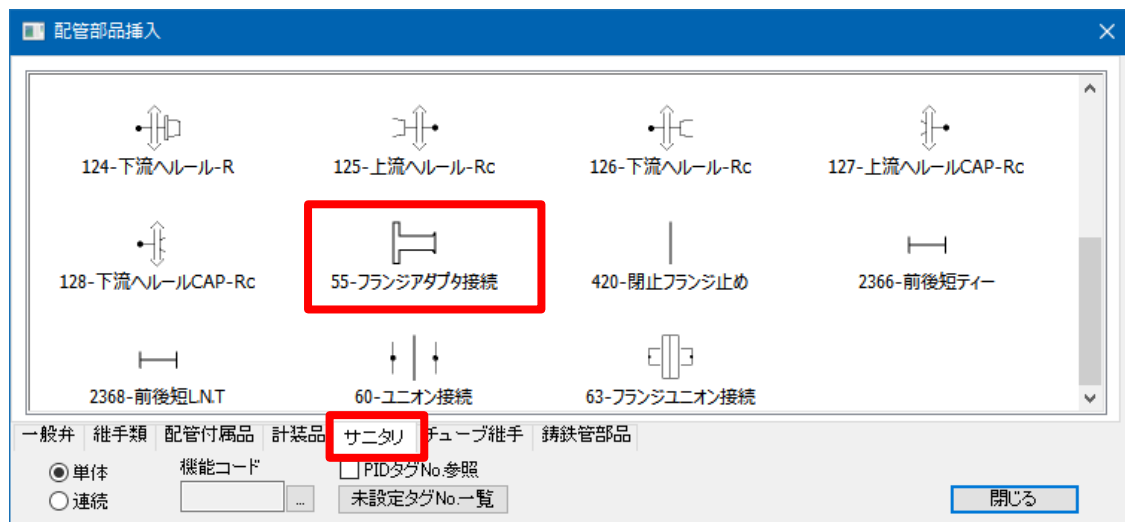 配管部品挿入
124-下流ヘルール-R
125-上流ヘルール-Rc
126-下流ヘルール-Rc
127-上流ヘルールCAP-Rc
128-下流ヘルールCAP-Rc
55-フランジアダプタ接続
420-閉止フランジ止め
2366-前後短ティー
2368-前後短L.N.T
60-ユニオン接続
63-フランジユニオン接続
一般弁 継手類 配管付属品 計装品 サニタリ チューブ継手 鋳鉄管部品
単体 機能コード PIDタグNo.参照
連続 ... 未設定タグNo.一覧 閉じる